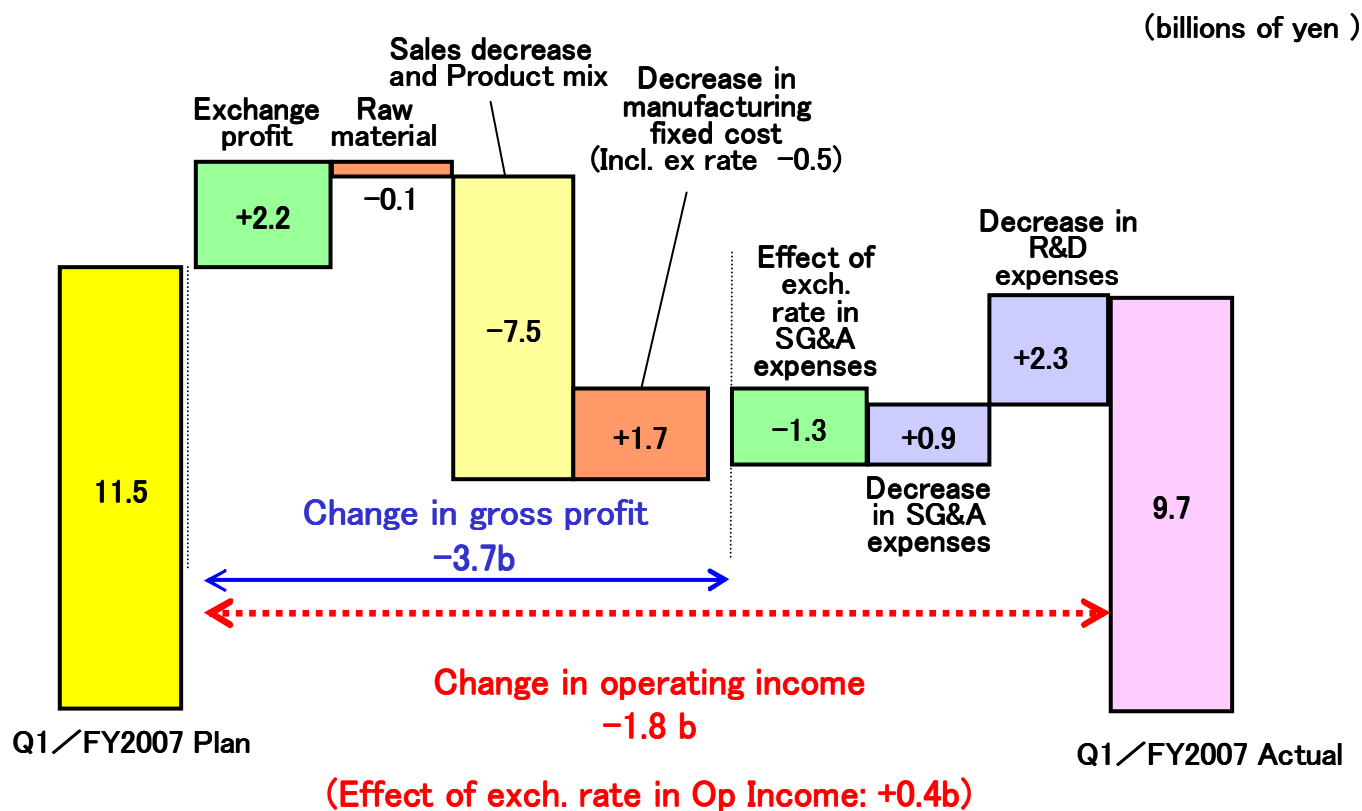 (billions of yen )
Sales decrease
and Product mix
Decrease in
manufacturing
fixed cost
(Incl. ex rate −0.5)
Exchange
profit
Raw
material
+2.2
−0.1
−7.5
+1.7
11.5
Effect of
exch.
rate in
SG&A
expenses
Decrease in
R&D
expenses
−1.3
+0.9
+2.3
9.7
Decrease
in SG&A
expenses
Change in gross profit
−3.7b
Change in operating income
−1.8 b
Q1／FY2007 Plan
Q1／FY2007 Actual
(Effect of exch. rate in Op Income: +0.4b)